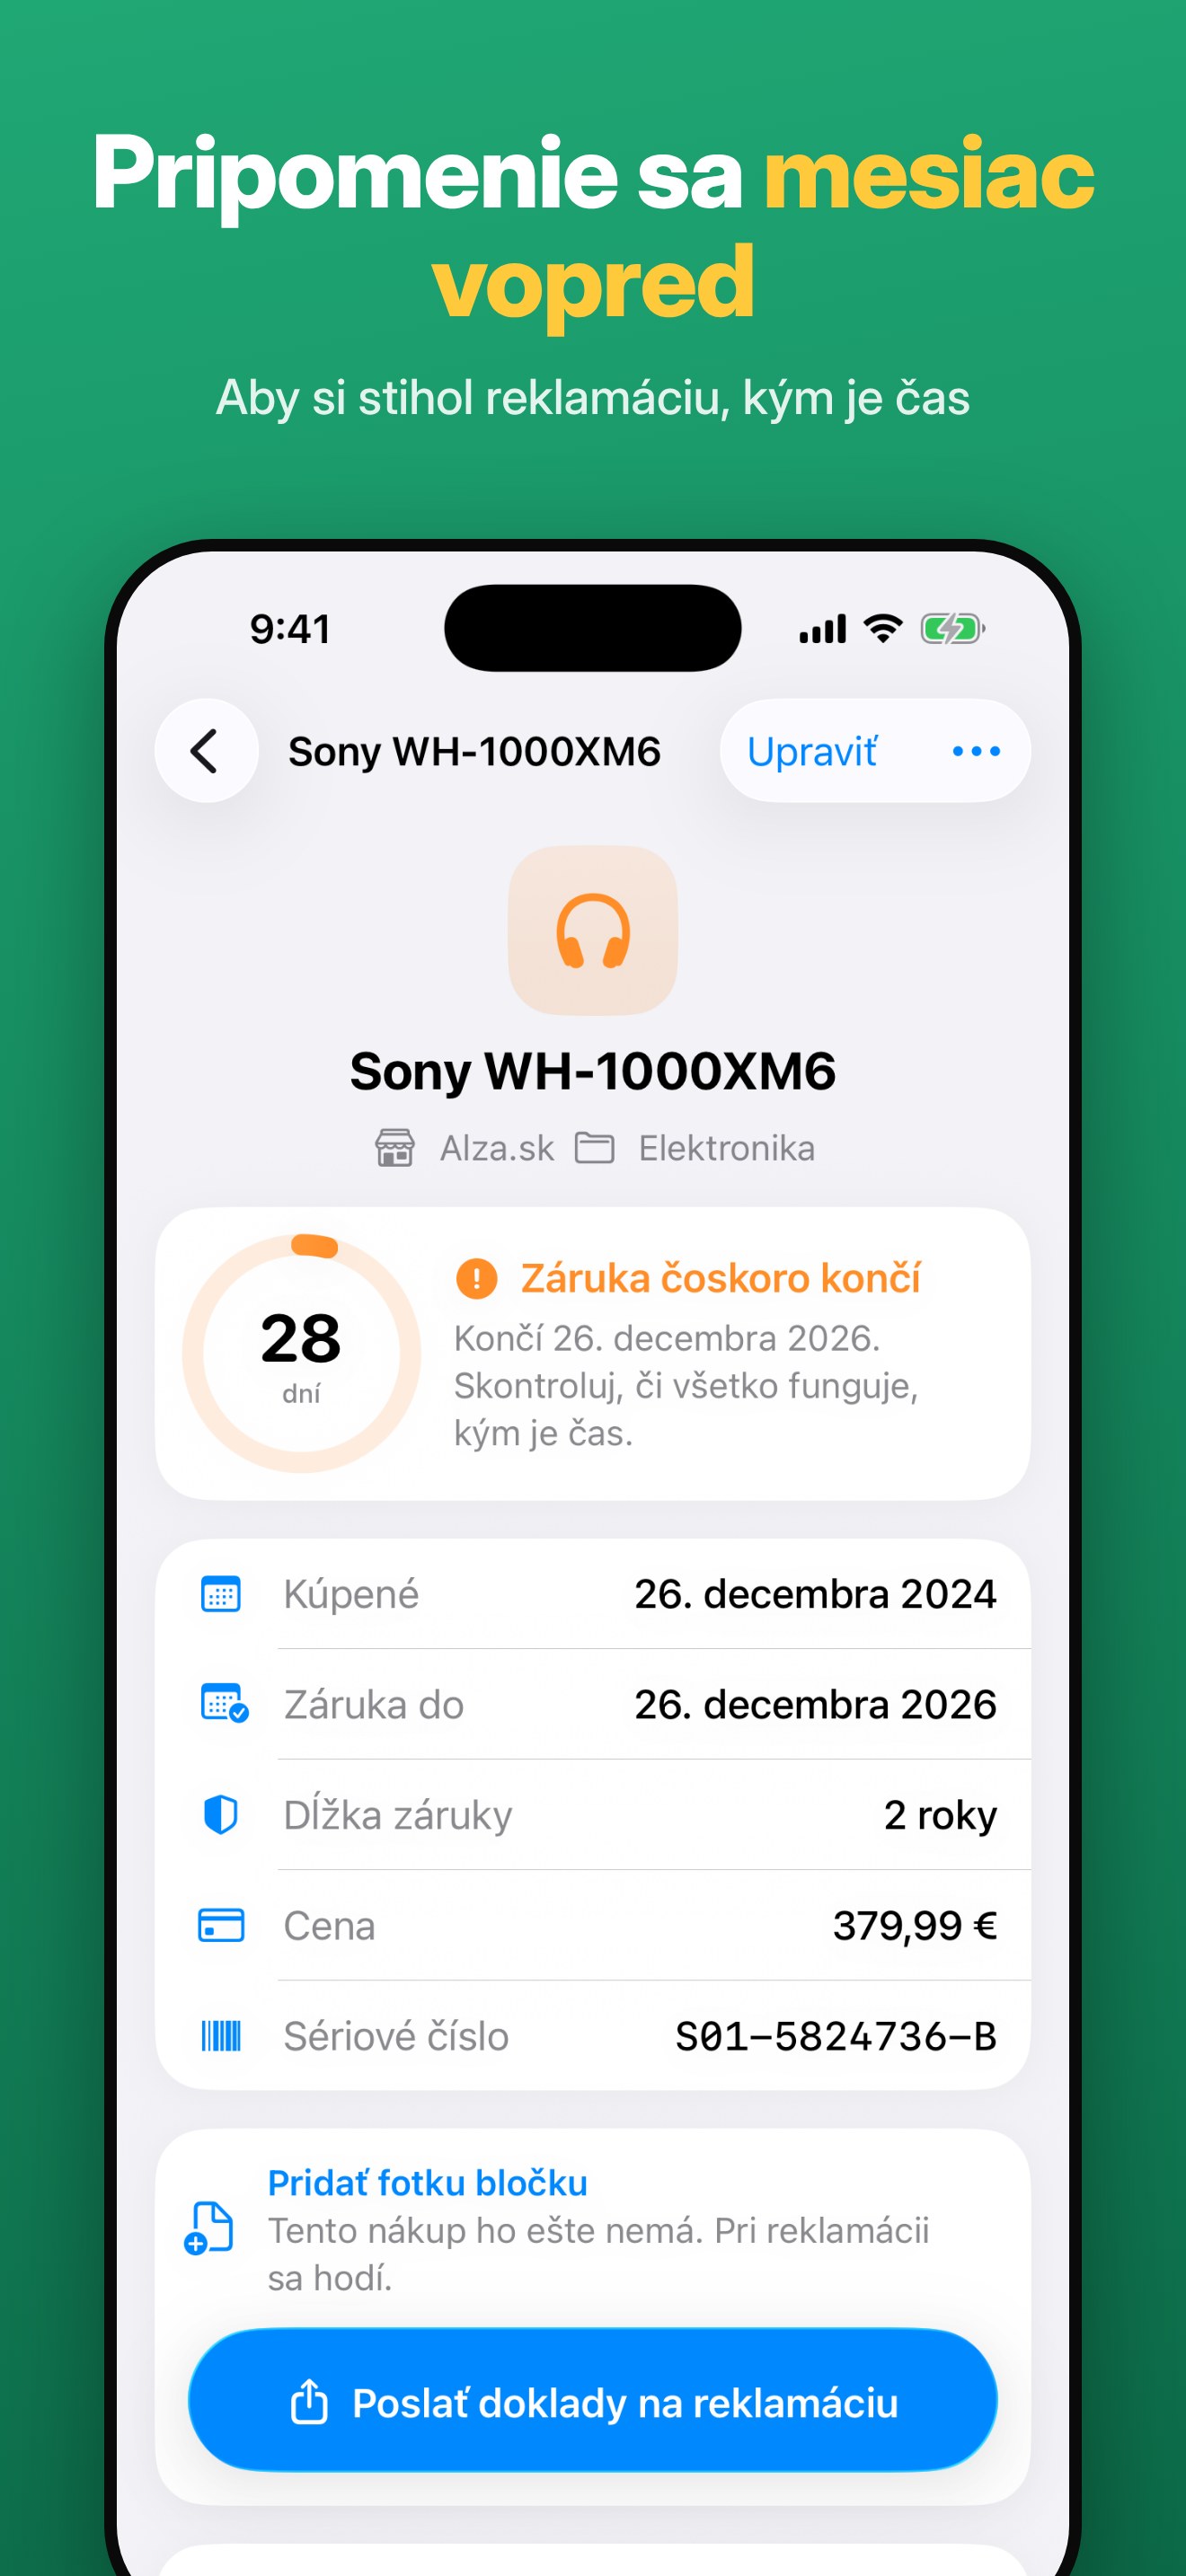 Pripomenie sa mesiac
vopred
Aby si stihol reklamáciu, kým je čas
9:41
Sony WH-1000XM6
Upraviť
Sony WH-1000XM6
Alza.sk Elektronika
28
dní
Záruka čoskoro končí
Končí 26. decembra 2026.
Skontroluj, či všetko funguje,
kým je čas.
Kúpené 26. decembra 2024
Záruka do 26. decembra 2026
Dĺžka záruky 2 roky
Cena 379,99 €
Sériové číslo S01–5824736–B
Pridať fotku bločku
Tento nákup ho ešte nemá. Pri reklamácii
sa hodí.
Poslať doklady na reklamáciu